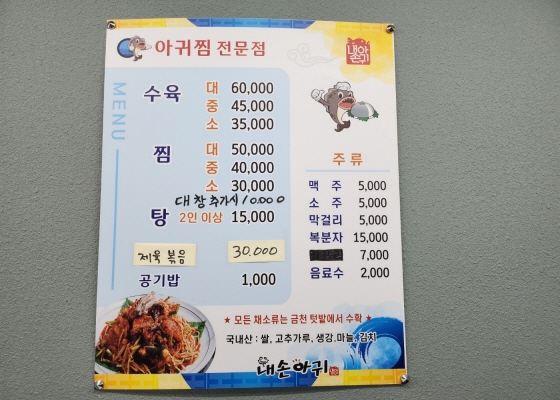 아귀찜 전문점
내손
아귀
MENU
수육 대 60,000
중 45,000
소 35,000
찜 대 50,000
중 40,000
소 30,000
대창 추가시 10.000
탕 2인 이상 15,000
제육 볶음 30.000
공기밥 1,000
주류
맥 주 5,000
소 주 5,000
막걸리 5,000
복분자 15,000
7,000
음료수 2,000
★ 모든 채소류는 금천 텃밭에서 수확 ★
국내산 : 쌀, 고추가루, 생강,마늘, 김치
내손아귀